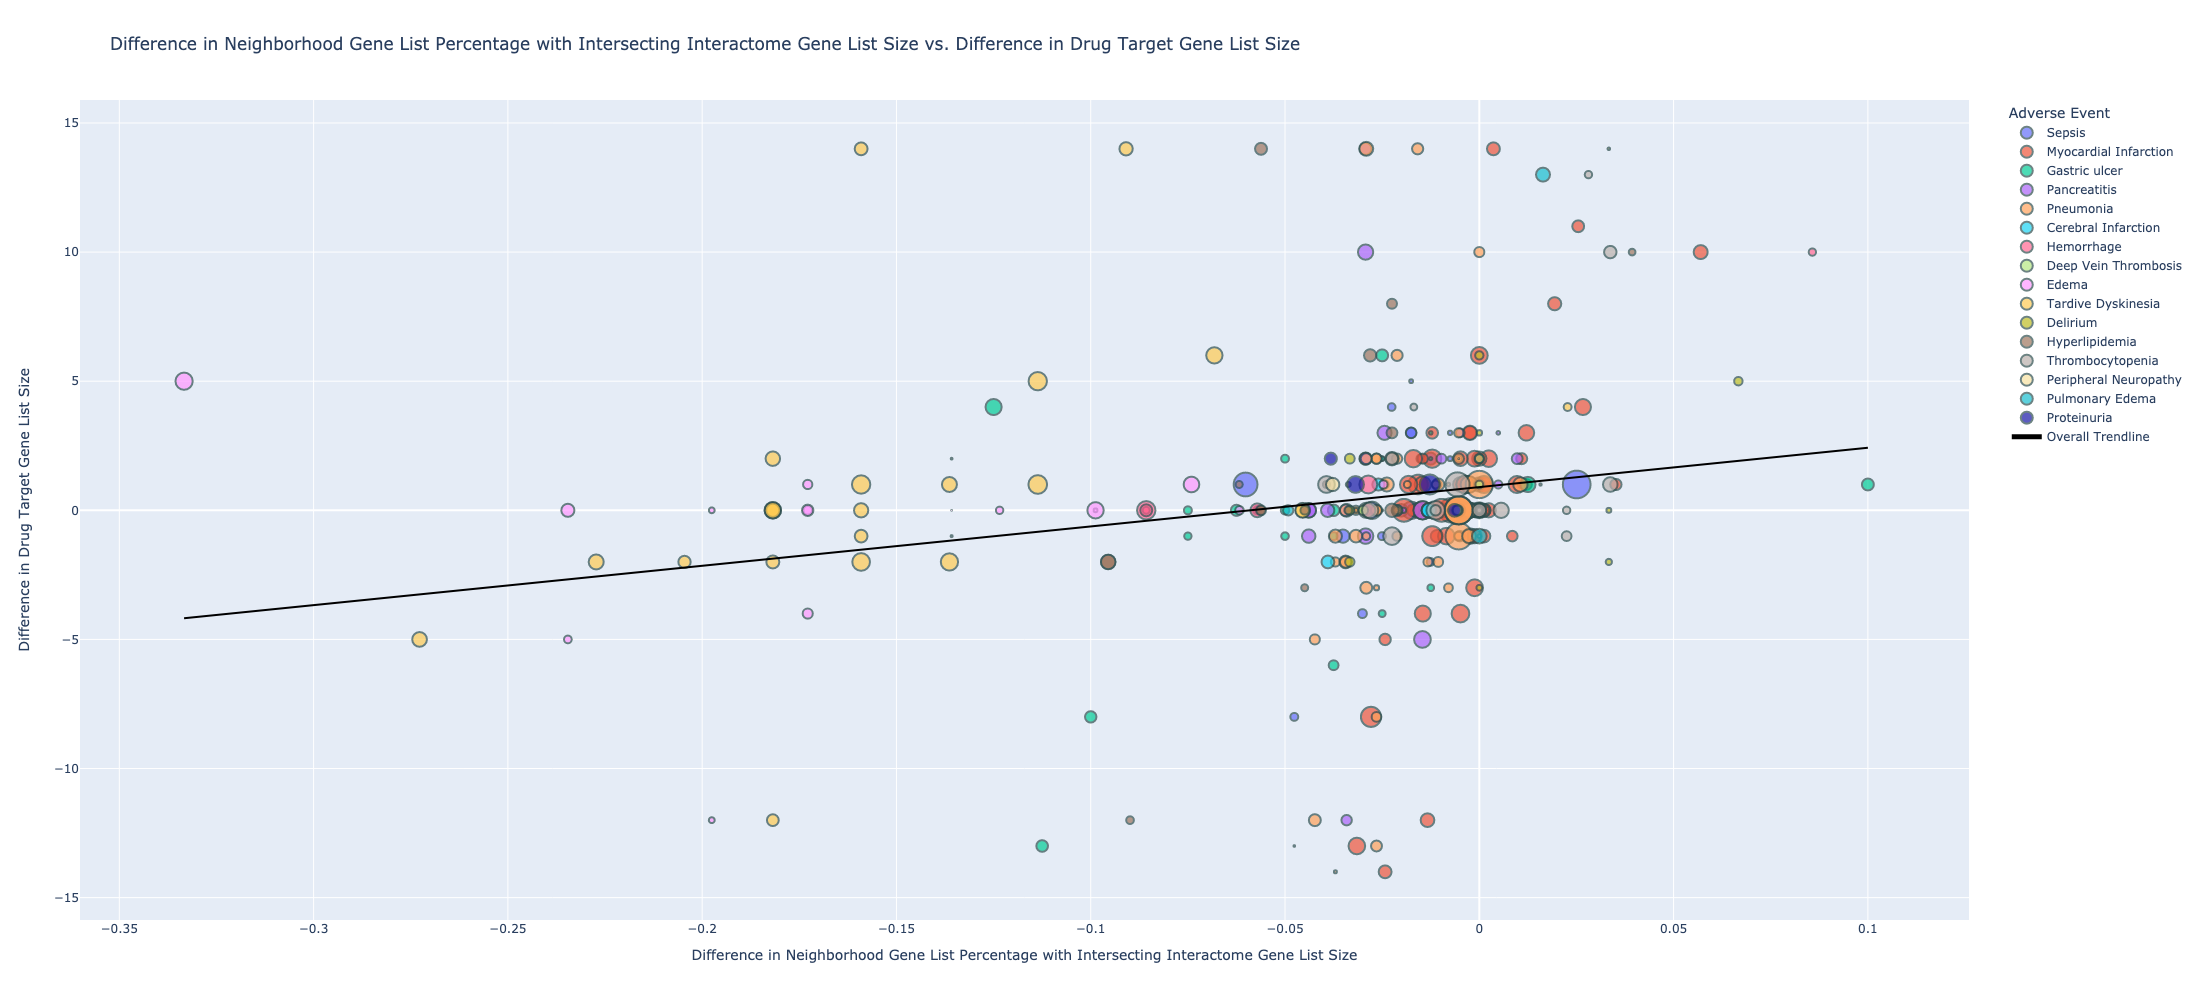 Difference in Neighborhood Gene List Percentage with Intersecting Interactome Gene List Size vs. Difference in Drug Target Gene List Size
Adverse Event
Sepsis
Myocardial Infarction
Gastric ulcer
Pancreatitis
Pneumonia
Cerebral Infarction
Hemorrhage
Deep Vein Thrombosis
Edema
Tardive Dyskinesia
Delirium
Hyperlipidemia
Thrombocytopenia
Peripheral Neuropathy
Pulmonary Edema
Proteinuria
Overall Trendline
Difference in Drug Target Gene List Size
15
10
5
0
−5
−10
−15
−0.35 −0.3 −0.25 −0.2 −0.15 −0.1 −0.05 0 0.05 0.1
Difference in Neighborhood Gene List Percentage with Intersecting Interactome Gene List Size